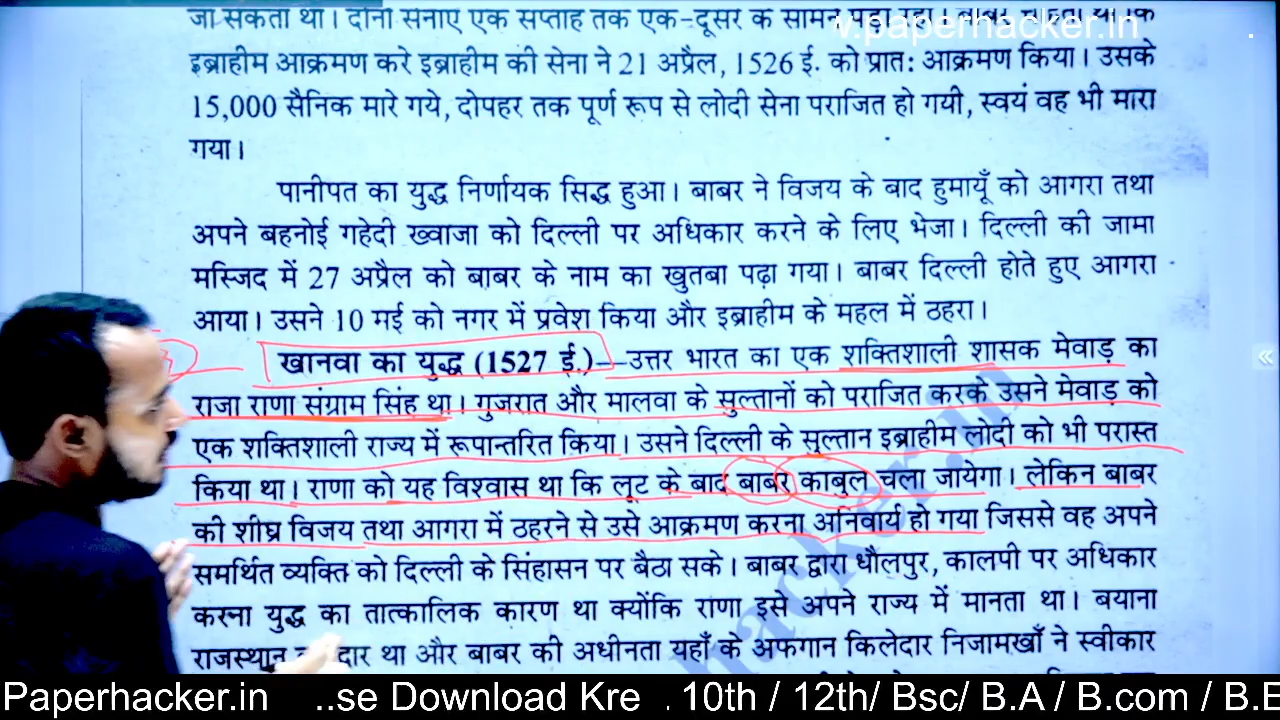 जा सकता था। दोनों सेनाएँ एक सप्ताह तक एक-दूसरे के सामने पड़ी रहीं। बाबर चाहता था कि
v.paperhacker.in
इब्राहीम आक्रमण करे इब्राहीम की सेना ने 21 अप्रैल, 1526 ई. को प्रातः आक्रमण किया। उसके
15,000 सैनिक मारे गये, दोपहर तक पूर्ण रूप से लोदी सेना पराजित हो गयी, स्वयं वह भी मारा
गया।
पानीपत का युद्ध निर्णायक सिद्ध हुआ। बाबर ने विजय के बाद हुमायूँ को आगरा तथा
अपने बहनोई गहेदी ख्वाजा को दिल्ली पर अधिकार करने के लिए भेजा। दिल्ली की जामा
मस्जिद में 27 अप्रैल को बाबर के नाम का खुतबा पढ़ा गया। बाबर दिल्ली होते हुए आगरा
आया। उसने 10 मई को नगर में प्रवेश किया और इब्राहीम के महल में ठहरा।
खानवा का युद्ध (1527 ई.)--उत्तर भारत का एक शक्तिशाली शासक मेवाड़ का
राजा राणा संग्राम सिंह था। गुजरात और मालवा के सुल्तानों को पराजित करके उसने मेवाड़ को
एक शक्तिशाली राज्य में रूपान्तरित किया। उसने दिल्ली के सुल्तान इब्राहीम लोदी को भी परास्त
किया था। राणा को यह विश्वास था कि लूट के बाद बाबर काबुल चला जायेगा। लेकिन बाबर
की शीघ्र विजय तथा आगरा में ठहरने से उसे आक्रमण करना अनिवार्य हो गया जिससे वह अपने
समर्थित व्यक्ति को दिल्ली के सिंहासन पर बैठा सके। बाबर द्वारा धौलपुर, कालपी पर अधिकार
करना युद्ध का तात्कालिक कारण था क्योंकि राणा इसे अपने राज्य में मानता था। बयाना
राजस्थान दार था और बाबर की अधीनता यहाँ के अफगान किलेदार निजामखाँ ने स्वीकार
hacker.in
Paperhacker.in ..se Download Kre . 10th / 12th/ Bsc/ B.A / B.com / B.E